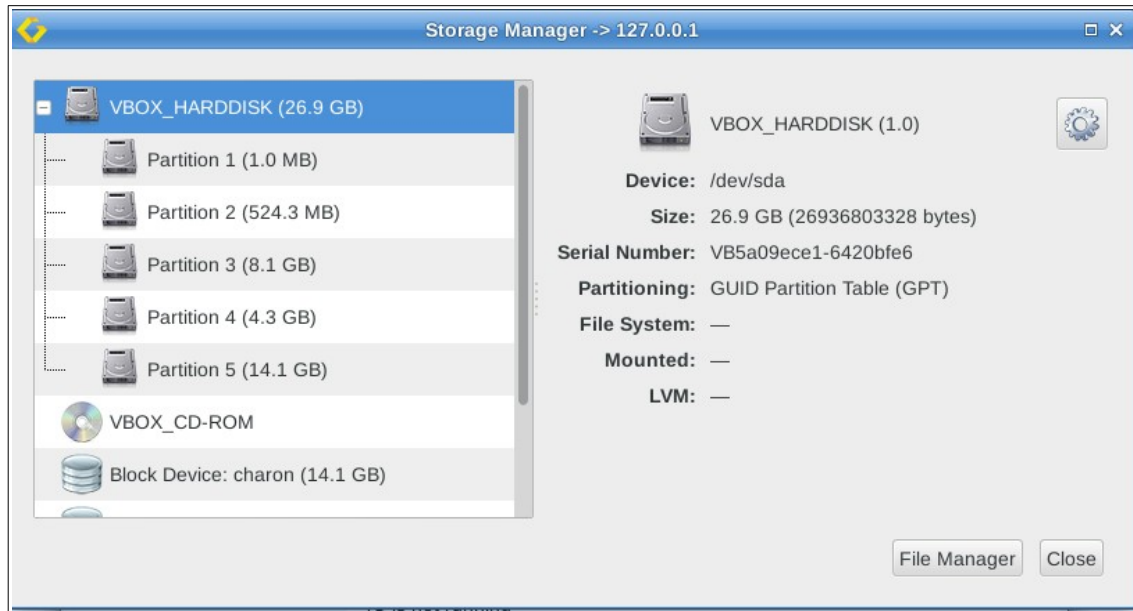 Storage Manager -> 127.0.0.1
VBOX_HARDDISK (26.9 GB)
Partition 1 (1.0 MB)
Partition 2 (524.3 MB)
Partition 3 (8.1 GB)
Partition 4 (4.3 GB)
Partition 5 (14.1 GB)
VBOX_CD-ROM
Block Device: charon (14.1 GB)
VBOX_HARDDISK (1.0)
Device: /dev/sda
Size: 26.9 GB (26936803328 bytes)
Serial Number: VB5a09ece1-6420bfe6
Partitioning: GUID Partition Table (GPT)
File System: —
Mounted: —
LVM: —
File Manager
Close